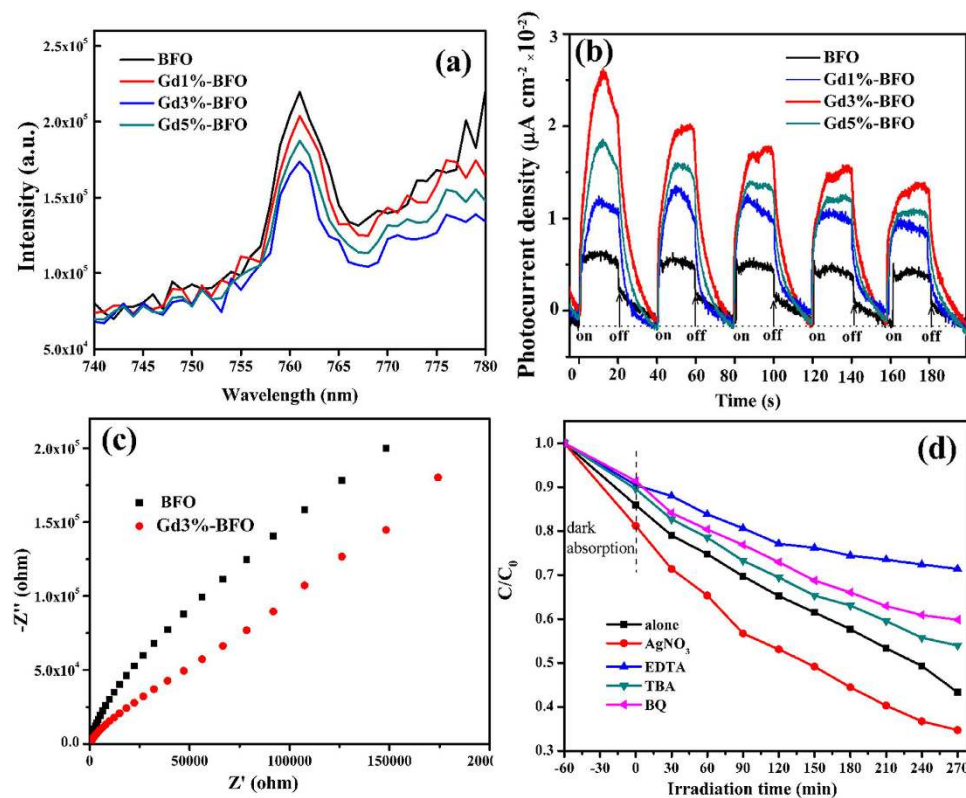 (a)
BFO
Gd1%-BFO
Gd3%-BFO
Gd5%-BFO
2.5x10⁵
2.0x10⁵
1.5x10⁵
1.0x10⁵
5.0x10⁴
740 745 750 755 760 765 770 775 780
Intensity (a.u.)
Wavelength (nm)
(b)
BFO
Gd1%-BFO
Gd3%-BFO
Gd5%-BFO
3
2
1
0
on off on off on off on off on off
0 20 40 60 80 100 120 140 160 180
Photocurrent density (μA cm⁻² ×10⁻²)
Time (s)
(c)
BFO
Gd3%-BFO
2.0x10⁵
1.5x10⁵
1.0x10⁵
5.0x10⁴
0.0
0 50000 100000 150000 2000
-Z'' (ohm)
Z' (ohm)
(d)
dark
absorption
alone
AgNO₃
EDTA
TBA
BQ
1.0
0.9
0.8
0.7
0.6
0.5
0.4
0.3
-60 -30 0 30 60 90 120 150 180 210 240 270
C/C₀
Irradiation time (min)